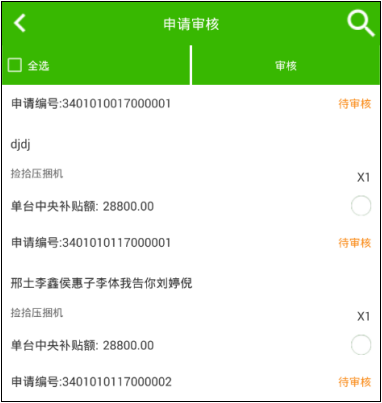 申请审核
全选 审核
申请编号:3401010017000001 待审核
djdj
捡拾压捆机 X1
单台中央补贴额: 28800.00
申请编号:3401010117000001 待审核
邢土李鑫侯惠子李体我告你刘婷倪
捡拾压捆机 X1
单台中央补贴额: 28800.00
申请编号:3401010117000002 待审核